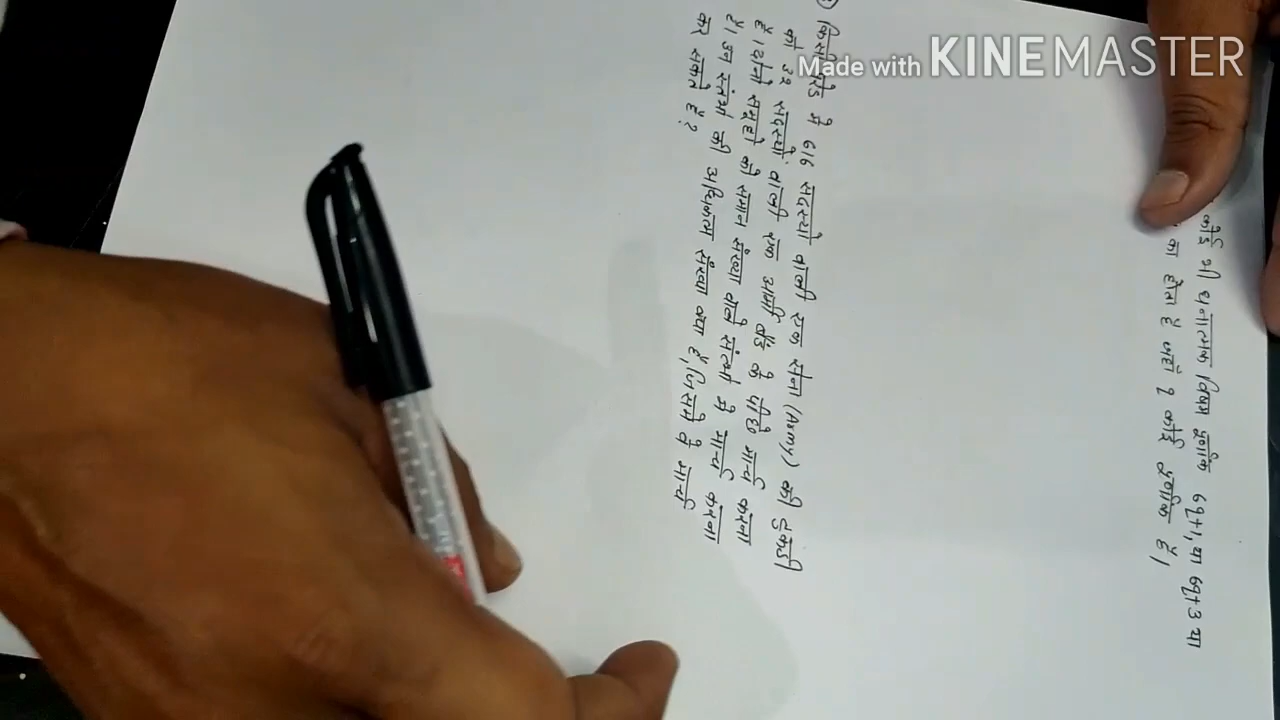 कोई भी धनात्मक विषम पूर्णांक 6q+1, या 6q+3 या
का होता है जहाँ q कोई पूर्णांक है,
किसी परेड में 616 सदस्यों वाली एक सेना (Army) की टुकड़ी
को 32 सदस्यों वाली एक आर्मी बैंड के पीछे मार्च करना
है। दोनों समूहों को समान संख्या वाले स्तंभों में मार्च करना
है। उन स्तंभों की अधिकतम संख्या क्या है, जिसमें वे मार्च
कर सकते हैं?
Made with KINEMASTER